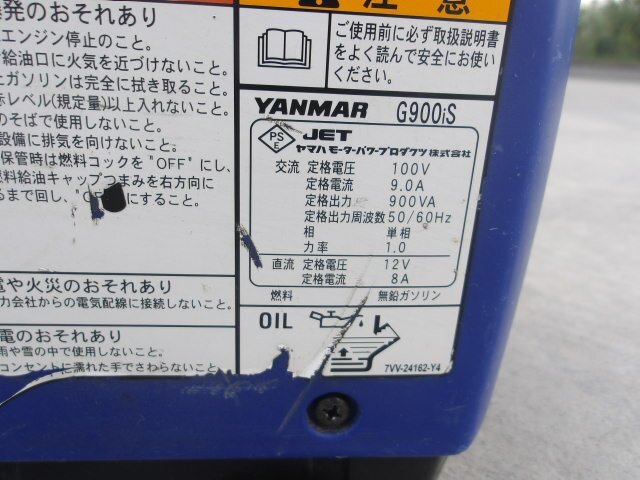 発のおそれあり
エンジン停止のこと。
給油口に火気を近づけないこと。
ガソリンは完全に拭き取ること。
レベル(規定量)以上入れないこと。
のそばで使用しないこと。
設備に排気を向けないこと。
保管時は燃料コックを"OFF"にし、
料給油キャップつまみを右方向に
るまで回し、"O にすること。
電や火災のおそれあり
力会社からの電気配線に接続しないこと。
電のおそれあり
雨や雪の中で使用しないこと。
コンセントに濡れた手でさわらないこと。
注意
ご使用前に必ず取扱説明書
をよく読んで安全にお使い
ください。
YANMAR G900iS
PS
E
JET
ヤマハモーターパワープロダクツ株式会社
交流 定格電圧 100V
定格電流 9.0A
定格出力 900VA
定格出力周波数 50/60Hz
相 単相
力率 1.0
直流 定格電圧 12V
定格電流 8A
燃料 無鉛ガソリン
OIL
7VV-24162-Y4